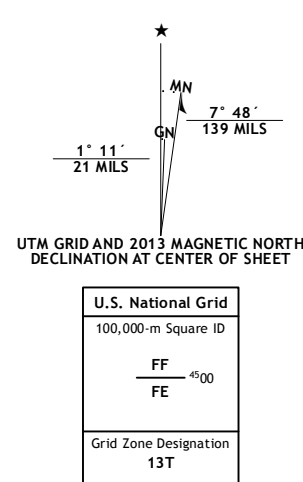 ★
MN
GN
7° 48´
139 MILS
1° 11´
21 MILS
UTM GRID AND 2013 MAGNETIC NORTH
DECLINATION AT CENTER OF SHEET
U.S. National Grid
100,000-m Square ID
FF
4500
FE
Grid Zone Designation
13T